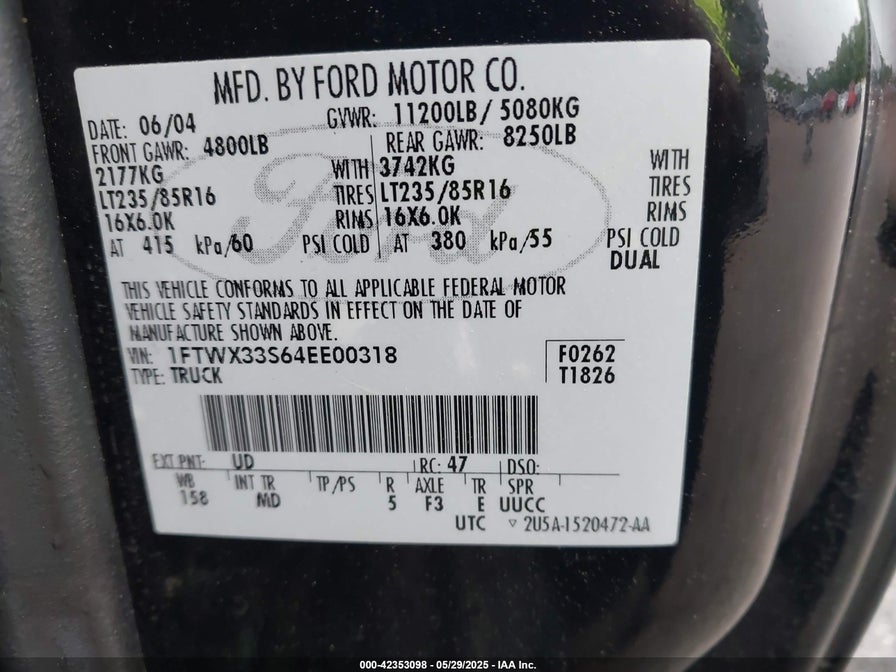 MFD. BY FORD MOTOR CO.
DATE: 06/04 GVWR: 11200LB/ 5080KG
FRONT GAWR: 4800LB REAR GAWR: 8250LB
2177KG WITH 3742KG WITH
LT235/85R16 TIRES LT235/85R16 TIRES
16X6.0K RIMS 16X6.0K RIMS
AT 415 kPa/60 PSI COLD AT 380 kPa/55 PSI COLD
DUAL
Ford
THIS VEHICLE CONFORMS TO ALL APPLICABLE FEDERAL MOTOR
VEHICLE SAFETY STANDARDS IN EFFECT ON THE DATE OF
MANUFACTURE SHOWN ABOVE.
VIN: 1FTWX33S64EE00318 F0262
TYPE: TRUCK T1826
EXT PNT: UD RC: 47 DSO:
WB INT TR TP/PS R AXLE TR SPR
158 MD 5 F3 E UUCC
UTC ▽ 2U5A-1520472-AA
000-42353098 - 05/29/2025 - IAA Inc.